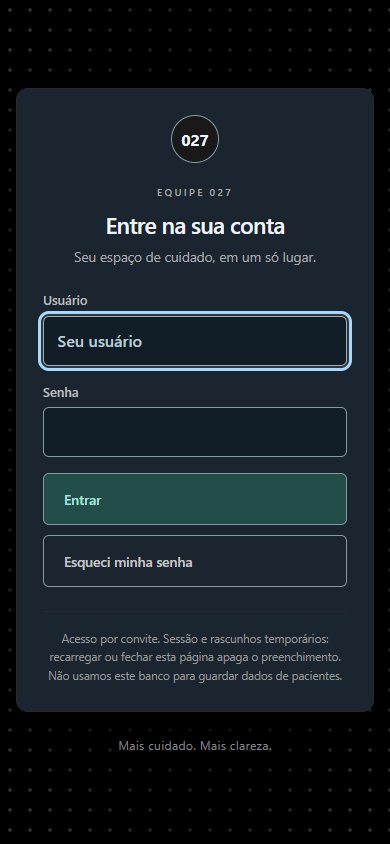 027
EQUIPE 027
Entre na sua conta
Seu espaço de cuidado, em um só lugar.
Usuário
Seu usuário
Senha
Entrar
Esqueci minha senha
Acesso por convite. Sessão e rascunhos temporários:
recarregar ou fechar esta página apaga o preenchimento.
Não usamos este banco para guardar dados de pacientes.
Mais cuidado. Mais clareza.